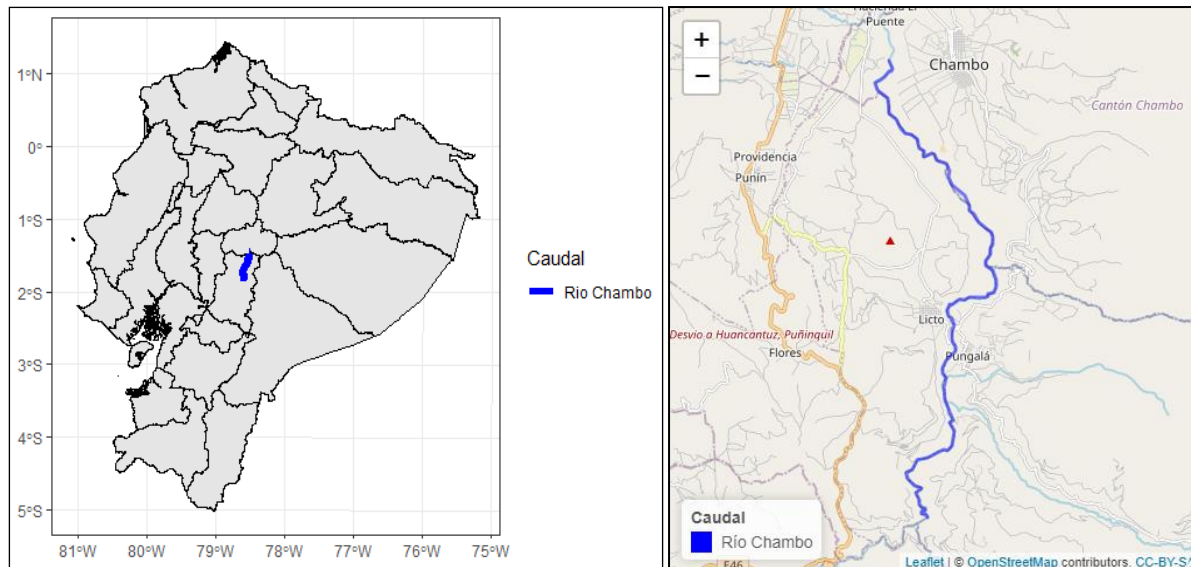 1°N
0°
1°S
2°S
3°S
4°S
5°S
81°W
80°W
79°W
78°W
77°W
76°W
75°W
Caudal
Rio Chambo
+
−
Hacienda El
Puente
Chambo
Cantón Chambo
Providencia
Punín
Licto
Desvio a Huancantuz, Puñinquil
Flores
Pungalá
Caudal
Río Chambo
E46
Leaflet | © OpenStreetMap contributors, CC-BY-S